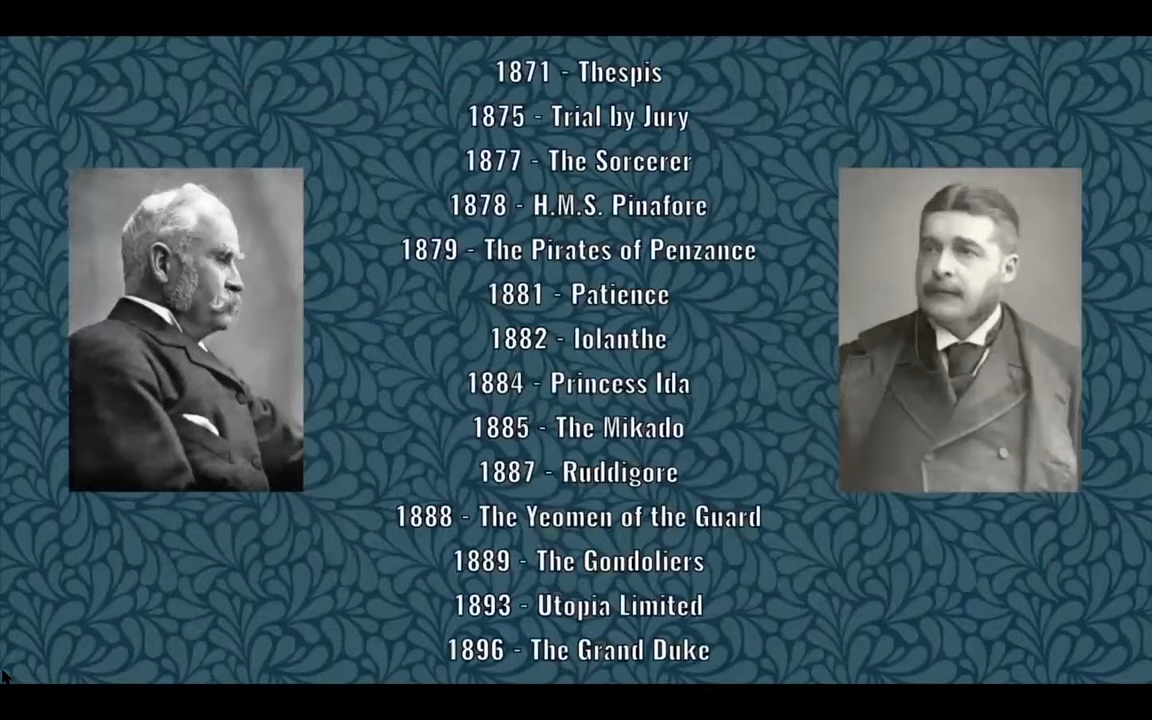 1871 - Thespis
1875 - Trial by Jury
1877 - The Sorcerer
1878 - H.M.S. Pinafore
1879 - The Pirates of Penzance
1881 - Patience
1882 - Iolanthe
1884 - Princess Ida
1885 - The Mikado
1887 - Ruddigore
1888 - The Yeomen of the Guard
1889 - The Gondoliers
1893 - Utopia Limited
1896 - The Grand Duke